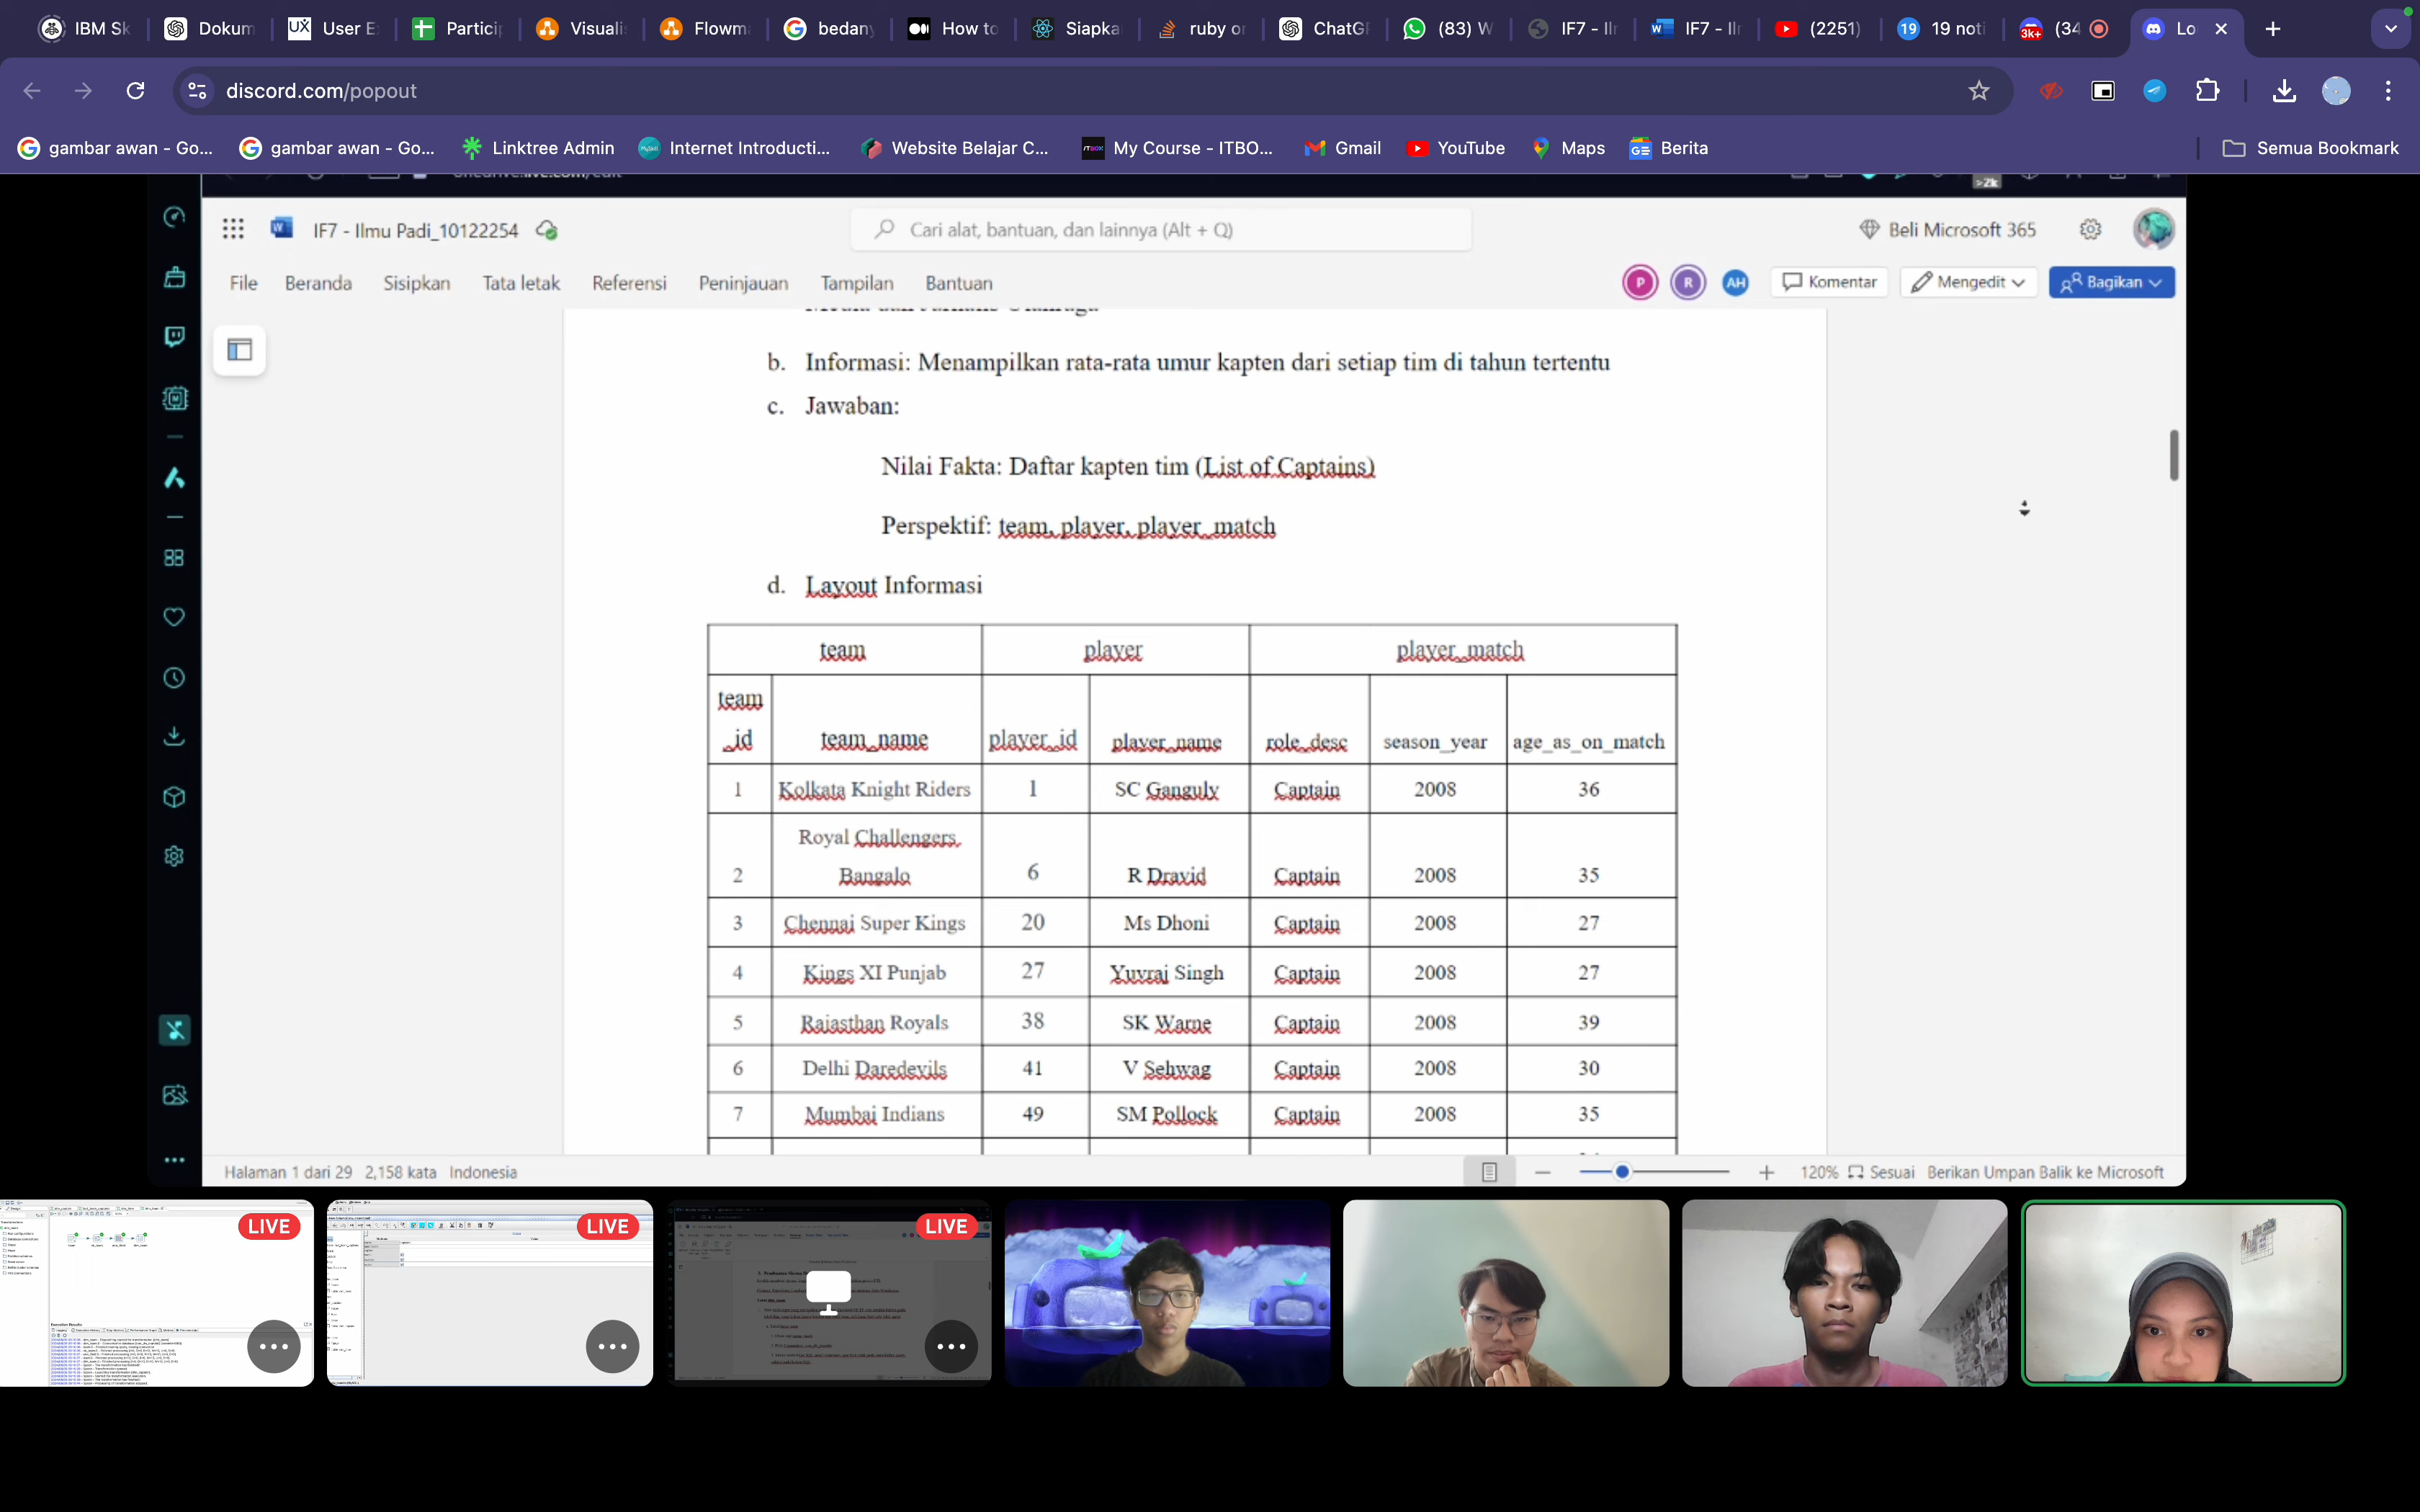 IBM Sk
Dokum
User E
Particip
Visuali
Flowma
bedany
How to
Siapka
ruby or
ChatGF
(83) W
IF7 - Ilr
IF7 - Ilr
(2251)
19 noti
3k+
(34
Lo
discord.com/popout
gambar awan - Go...
gambar awan - Go...
Linktree Admin
Internet Introducti...
Website Belajar C...
My Course - ITBO...
Gmail
YouTube
Maps
Berita
Semua Bookmark
>2k
IF7 - Ilmu Padi_10122254
Cari alat, bantuan, dan lainnya (Alt + Q)
Beli Microsoft 365
File Beranda Sisipkan Tata letak Referensi Peninjauan Tampilan Bantuan
P R AH
Komentar
Mengedit
Bagikan
b. Informasi: Menampilkan rata-rata umur kapten dari setiap tim di tahun tertentu
c. Jawaban:
Nilai Fakta: Daftar kapten tim (List of Captains)
Perspektif: team, player, player_match
d. Layout Informasi
team player player_match
team_id team_name player_id player_name role_desc season_year age_as_on_match
1 Kolkata Knight Riders 1 SC Ganguly Captain 2008 36
2 Royal Challengers Bangalo 6 R Dravid Captain 2008 35
3 Chennai Super Kings 20 Ms Dhoni Captain 2008 27
4 Kings XI Punjab 27 Yuvraj Singh Captain 2008 27
5 Rajasthan Royals 38 SK Warne Captain 2008 39
6 Delhi Daredevils 41 V Sehwag Captain 2008 30
7 Mumbai Indians 49 SM Pollock Captain 2008 35
Halaman 1 dari 29 2,158 kata Indonesia
120% Sesuai Berikan Umpan Balik ke Microsoft
LIVE
LIVE
LIVE